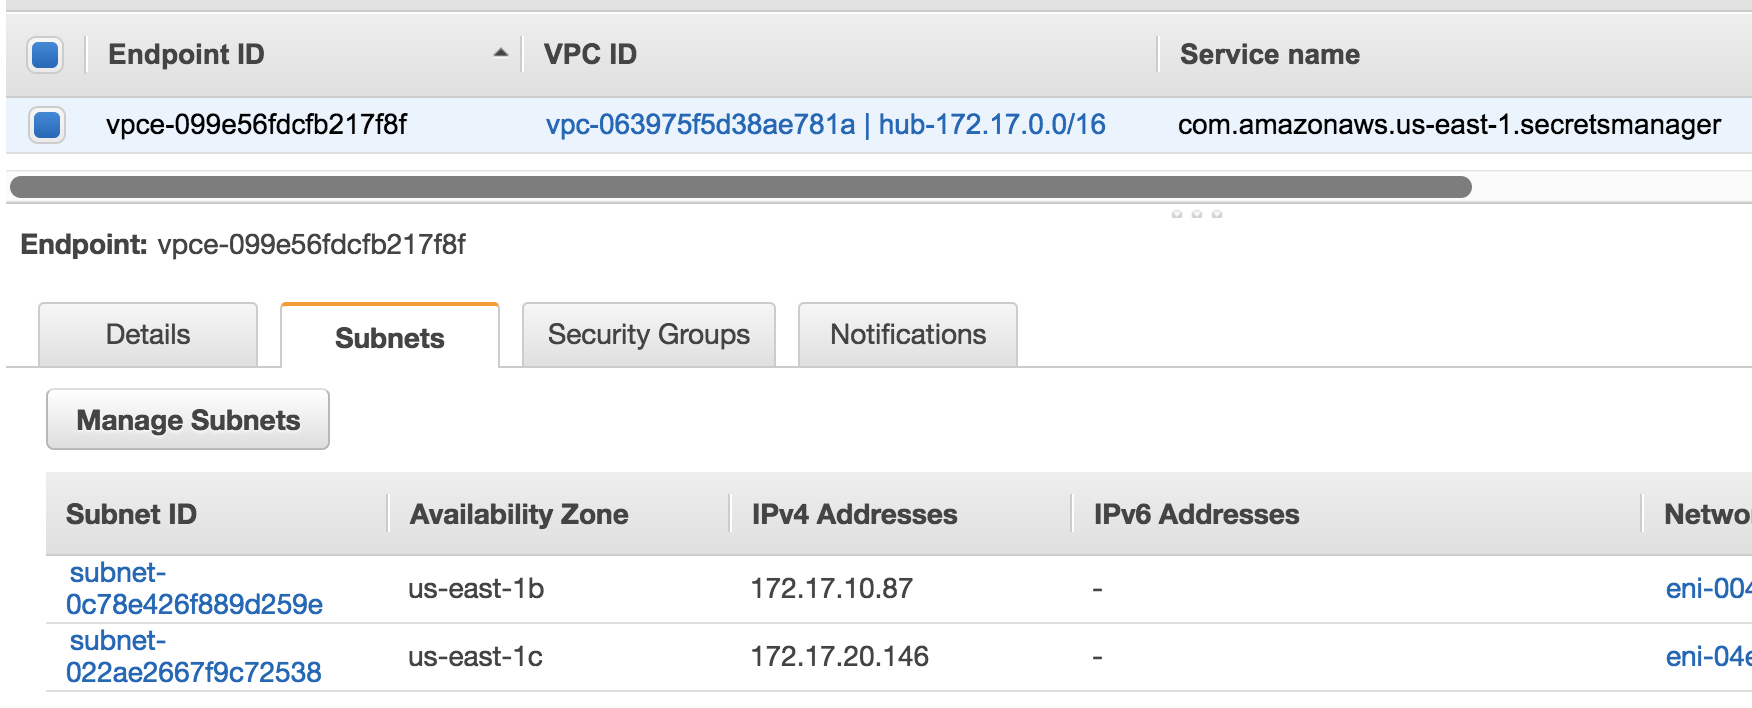 Endpoint ID VPC ID Service name
vpce-099e56fdcfb217f8f vpc-063975f5d38ae781a | hub-172.17.0.0/16 com.amazonaws.us-east-1.secretsmanager
Endpoint: vpce-099e56fdcfb217f8f
Details Subnets Security Groups Notifications
Manage Subnets
Subnet ID Availability Zone IPv4 Addresses IPv6 Addresses Netwo
subnet-
0c78e426f889d259e us-east-1b 172.17.10.87 - eni-004
subnet-
022ae2667f9c72538 us-east-1c 172.17.20.146 - eni-04e